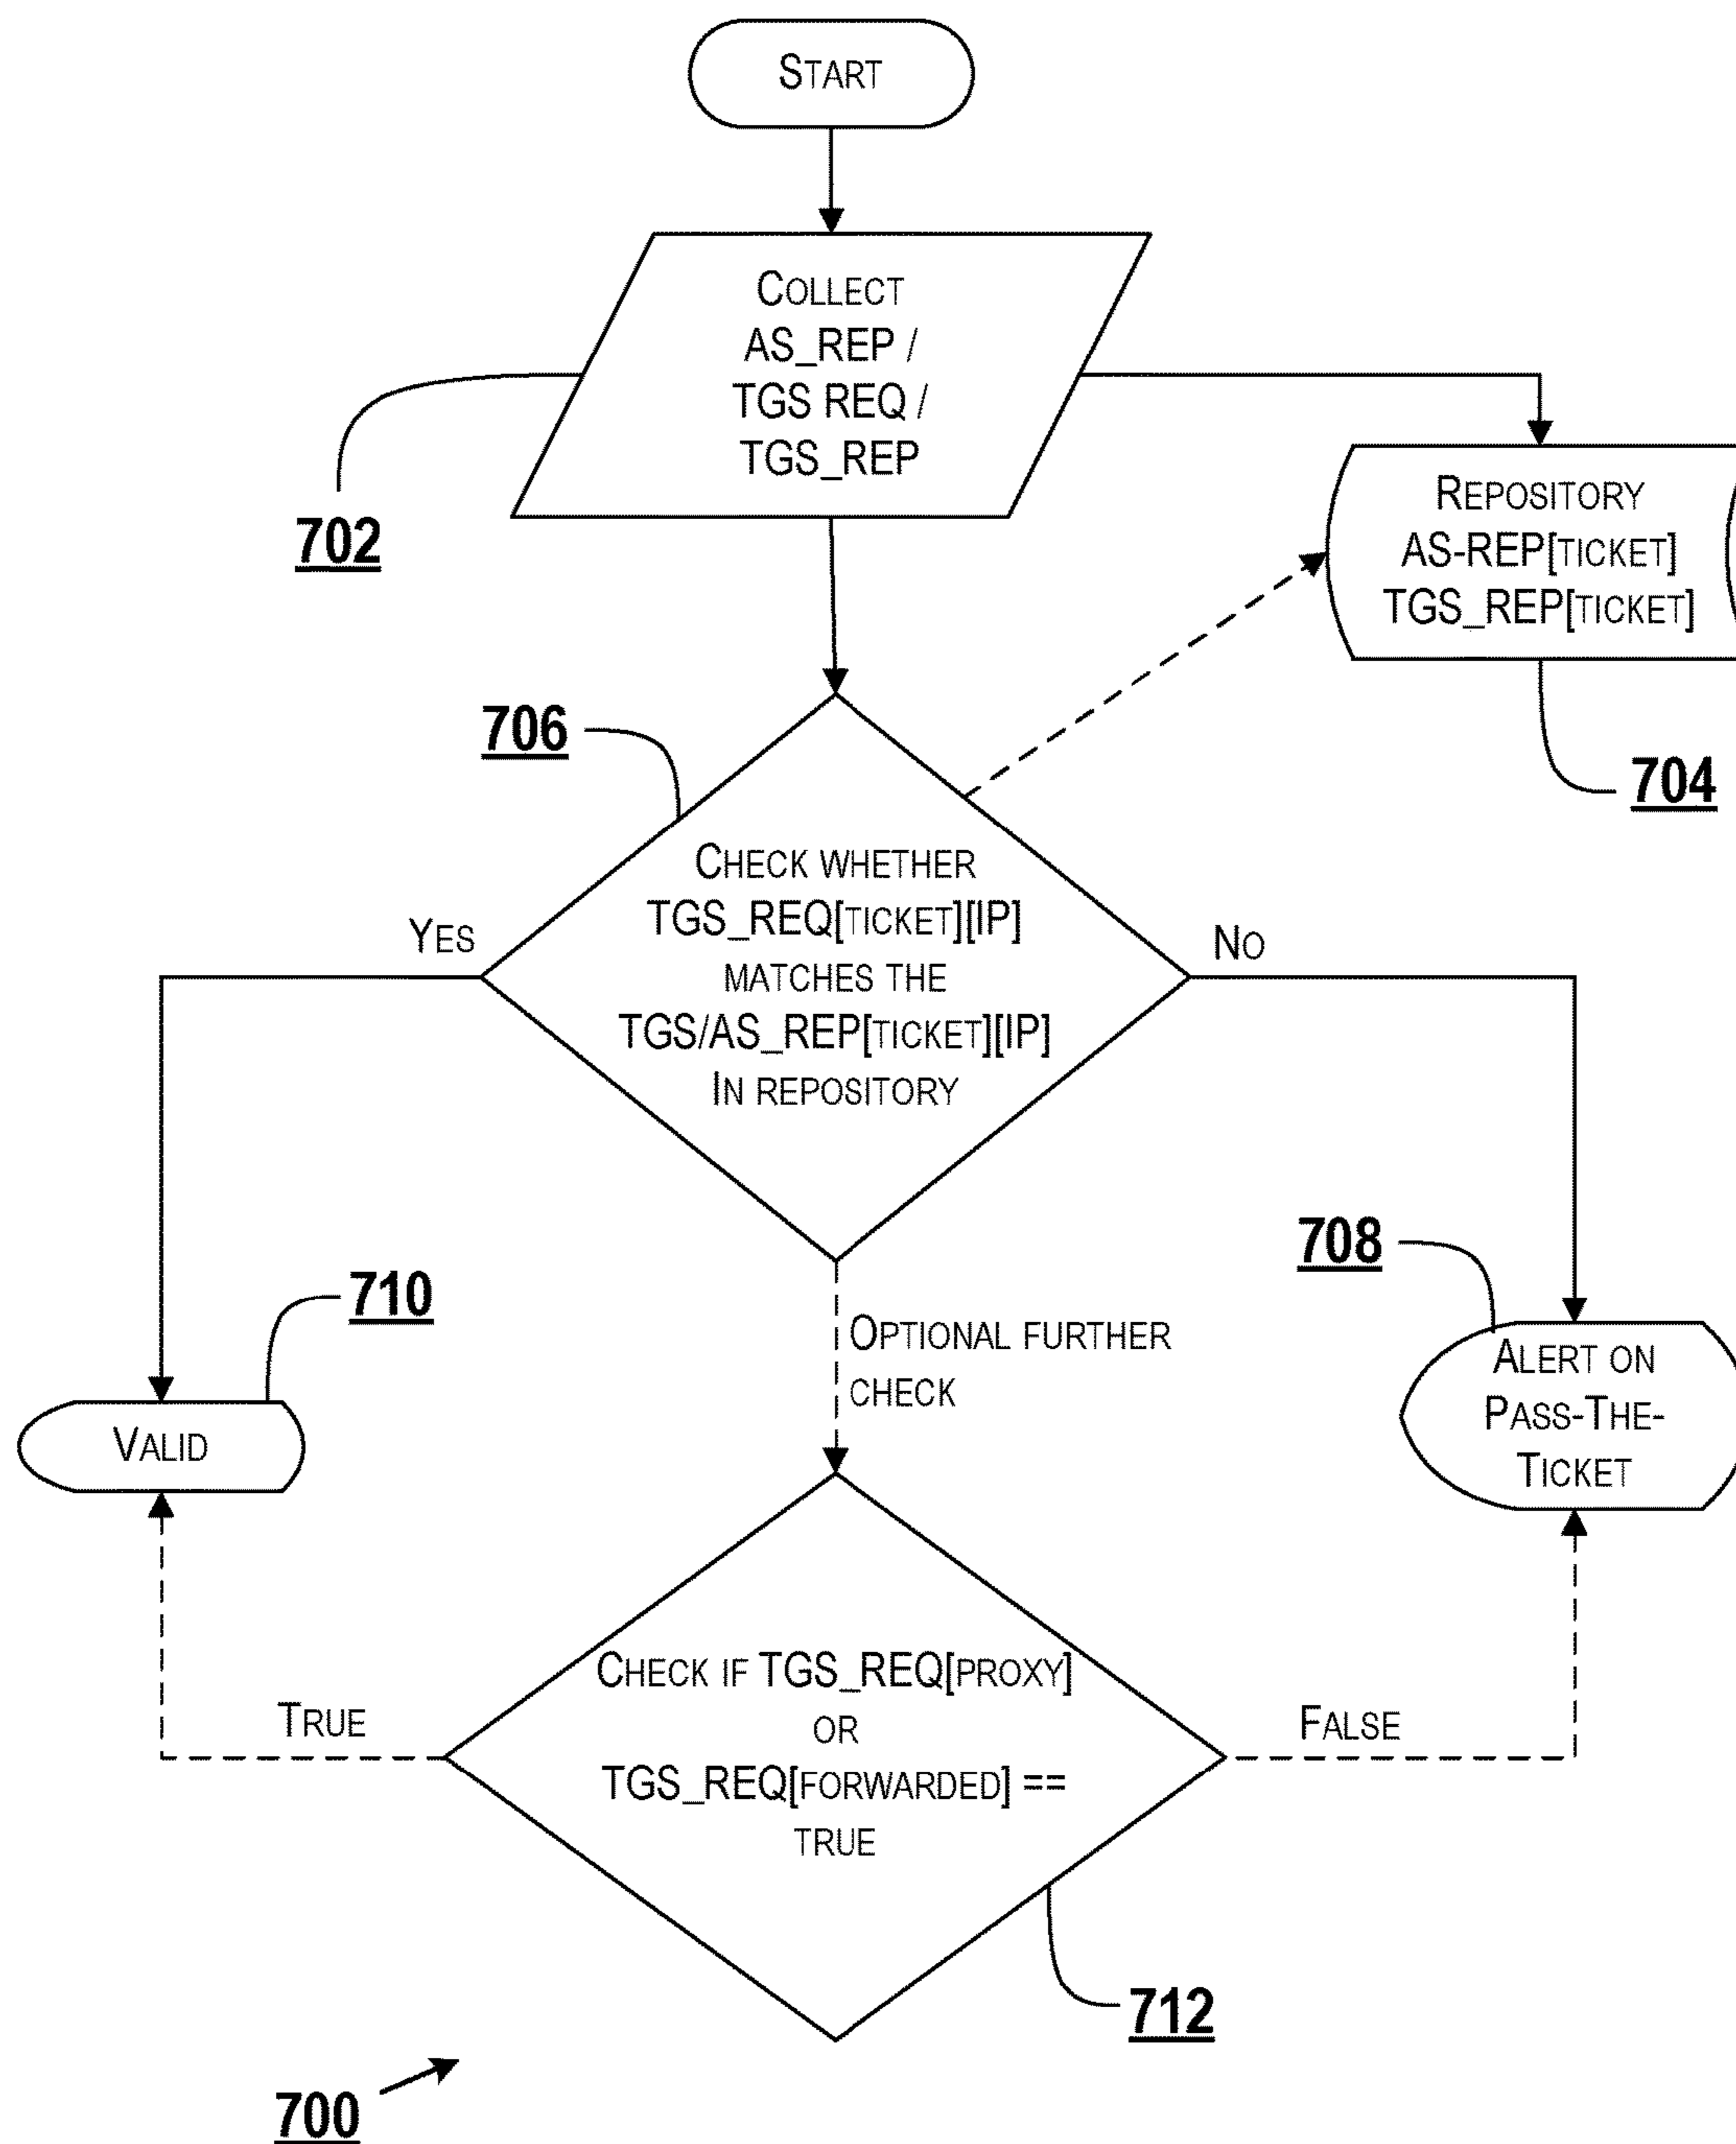 START
COLLECT
AS_REP /
TGS REQ /
TGS_REP
702
REPOSITORY
AS-REP[TICKET]
TGS_REP[TICKET]
704
706
CHECK WHETHER
TGS_REQ[TICKET][IP]
MATCHES THE
TGS/AS_REP[TICKET][IP]
IN REPOSITORY
YES
NO
708
710
OPTIONAL FURTHER
CHECK
ALERT ON
PASS-THE-
TICKET
VALID
CHECK IF TGS_REQ[PROXY]
OR
TGS_REQ[FORWARDED] ==
TRUE
TRUE
FALSE
712
700